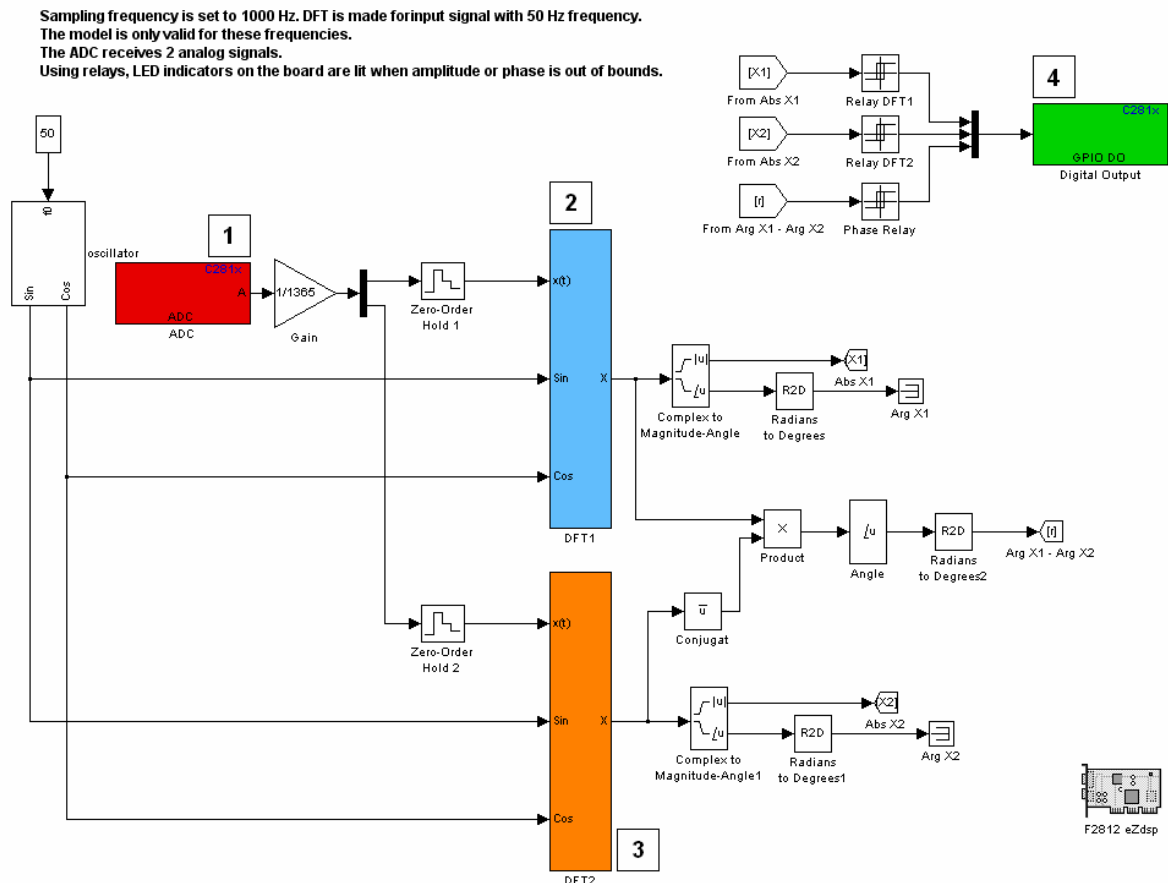 Sampling frequency is set to 1000 Hz. DFT is made forinput signal with 50 Hz frequency.
The model is only valid for these frequencies.
The ADC receives 2 analog signals.
Using relays, LED indicators on the board are lit when amplitude or phase is out of bounds.
[X1]
From Abs X1
Relay DFT1
[X2]
From Abs X2
Relay DFT2
[r]
From Arg X1 - Arg X2
Phase Relay
4
C281x
GPIO DO
Digital Output
50
f0
oscillator
Sin
Cos
1
C281x
A
ADC
ADC
1/1365
Gain
Zero-Order
Hold 1
2
x(t)
Sin
X
Cos
DFT1
|u|
∠u
Complex to
Magnitude-Angle
[X1]
Abs X1
R2D
Radians
to Degrees
Arg X1
×
Product
∠u
Angle
R2D
Radians
to Degrees2
[r]
Arg X1 - Arg X2
u
Conjugat
Zero-Order
Hold 2
x(t)
Sin
X
Cos
DFT2
3
|u|
∠u
Complex to
Magnitude-Angle1
[X2]
Abs X2
R2D
Radians
to Degrees1
Arg X2
F2812 eZdsp